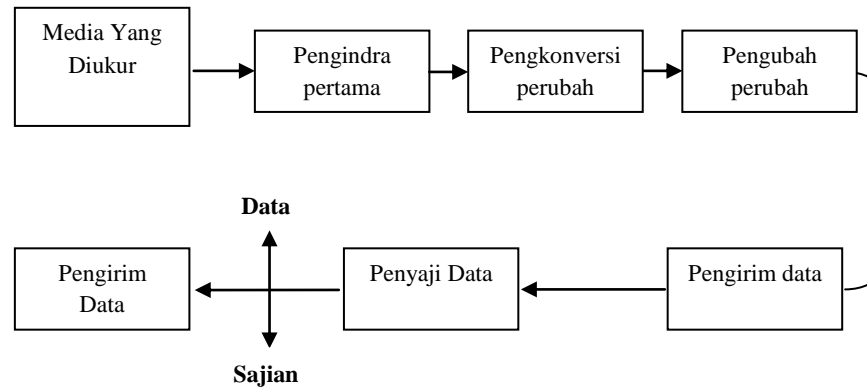 Media Yang
Diukur
Pengindra
pertama
Pengkonversi
perubah
Pengubah
perubah
Data
Pengirim
Data
Penyaji Data
Pengirim data
Sajian